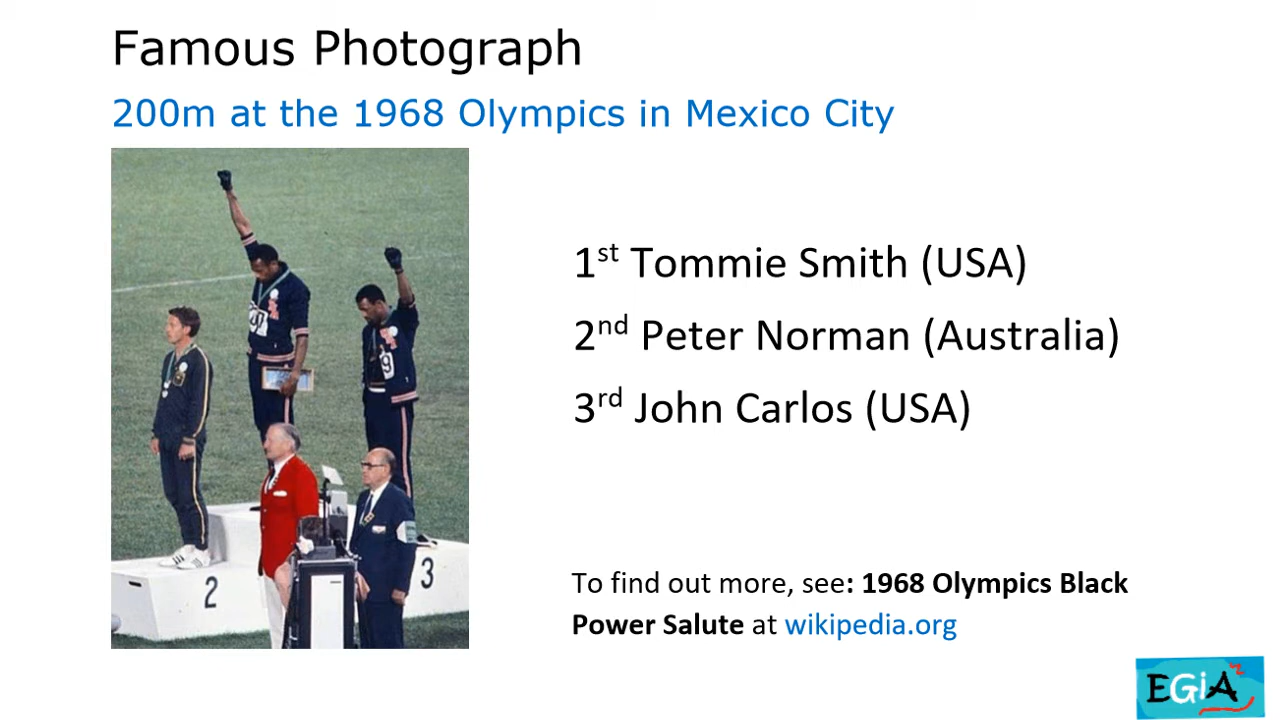 Famous Photograph
200m at the 1968 Olympics in Mexico City
1st Tommie Smith (USA)
2nd Peter Norman (Australia)
3rd John Carlos (USA)
2
3
To find out more, see: 1968 Olympics Black
Power Salute at wikipedia.org
EGiA